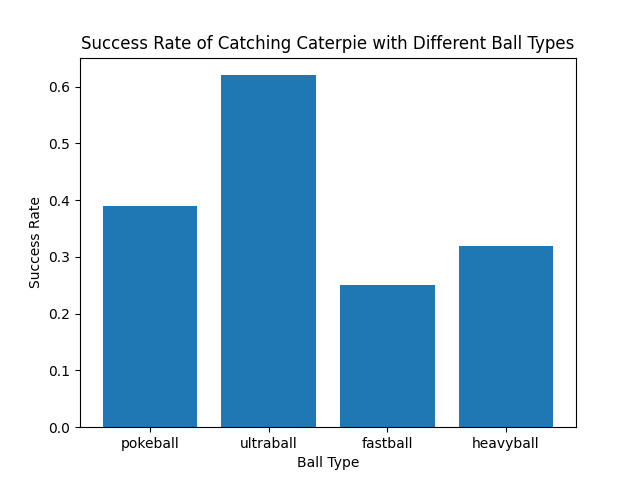 Success Rate of Catching Caterpie with Different Ball Types
0.6
0.5
0.4
0.3
0.2
0.1
0.0
Success Rate
pokeball ultraball fastball heavyball
Ball Type